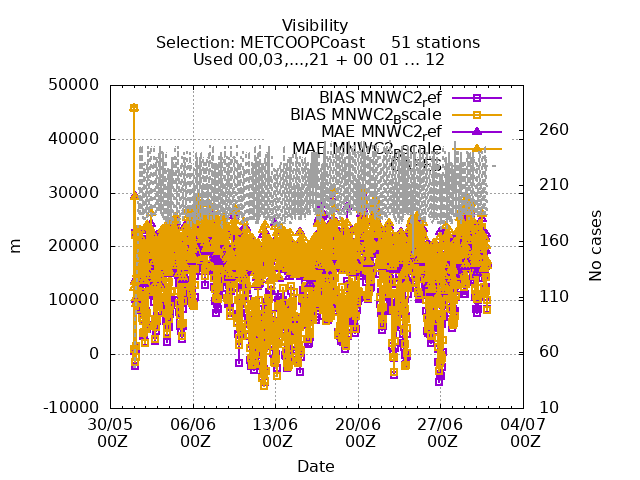 Visibility
Selection: METCOOPCoast 51 stations
Used 00,03,...,21 + 00 01 ... 12
50000
40000
30000
20000
10000
0
-10000
m
BIAS MNWC2_ref
BIAS MNWC2_Bscale
MAE MNWC2_ref
MAE MNWC2_Bscale
260
210
160
110
60
10
No cases
30/05 06/06 13/06 20/06 27/06 04/07
00Z 00Z 00Z 00Z 00Z 00Z
Date